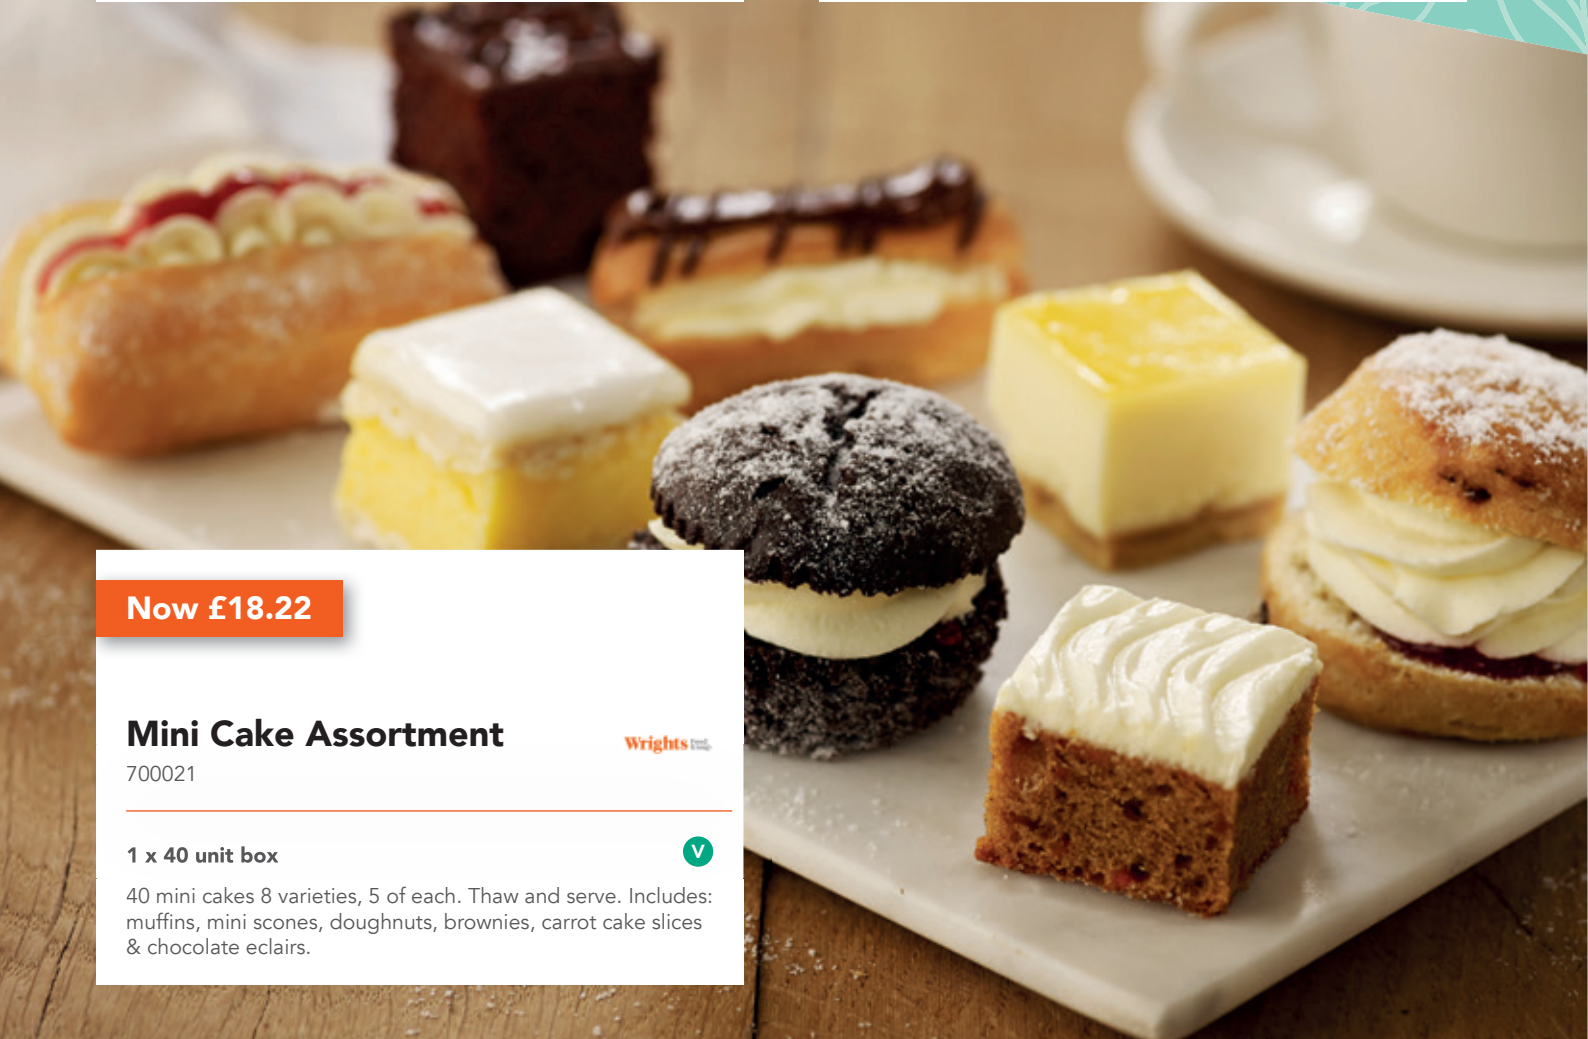 Now £18.22
Mini Cake Assortment
Wrights
700021
1 x 40 unit box
V
40 mini cakes 8 varieties, 5 of each. Thaw and serve. Includes:
muffins, mini scones, doughnuts, brownies, carrot cake slices
& chocolate eclairs.